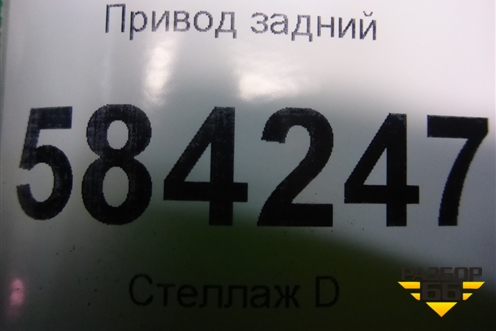 Привод задний
584247
Стеллаж D
РАЗБОР
66